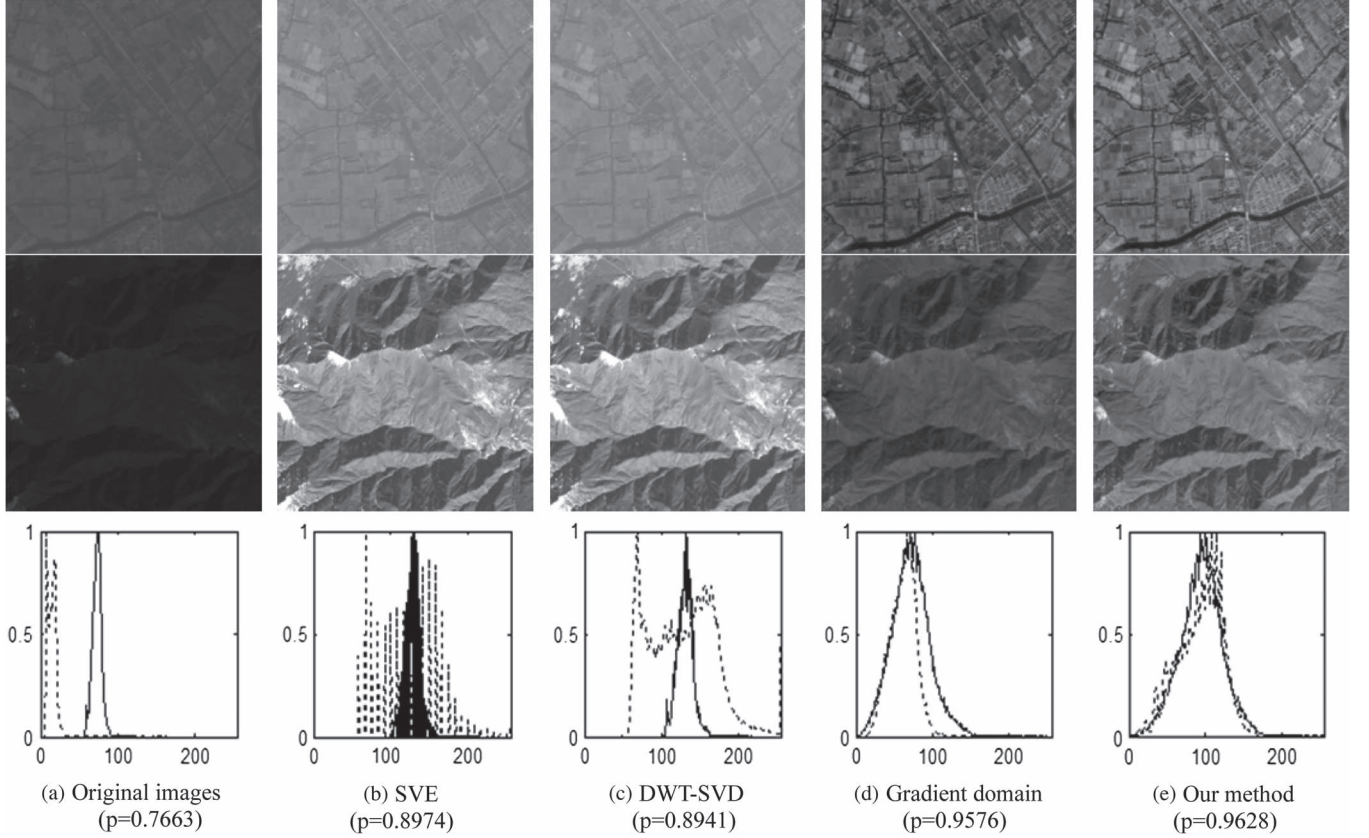 1
0.5
0
0 100 200
1
0.5
0
0 100 200
1
0.5
0
0 100 200
1
0.5
0
0 100 200
1
0.5
0
0 100 200
(a) Original images
(p=0.7663)
(b) SVE
(p=0.8974)
(c) DWT-SVD
(p=0.8941)
(d) Gradient domain
(p=0.9576)
(e) Our method
(p=0.9628)